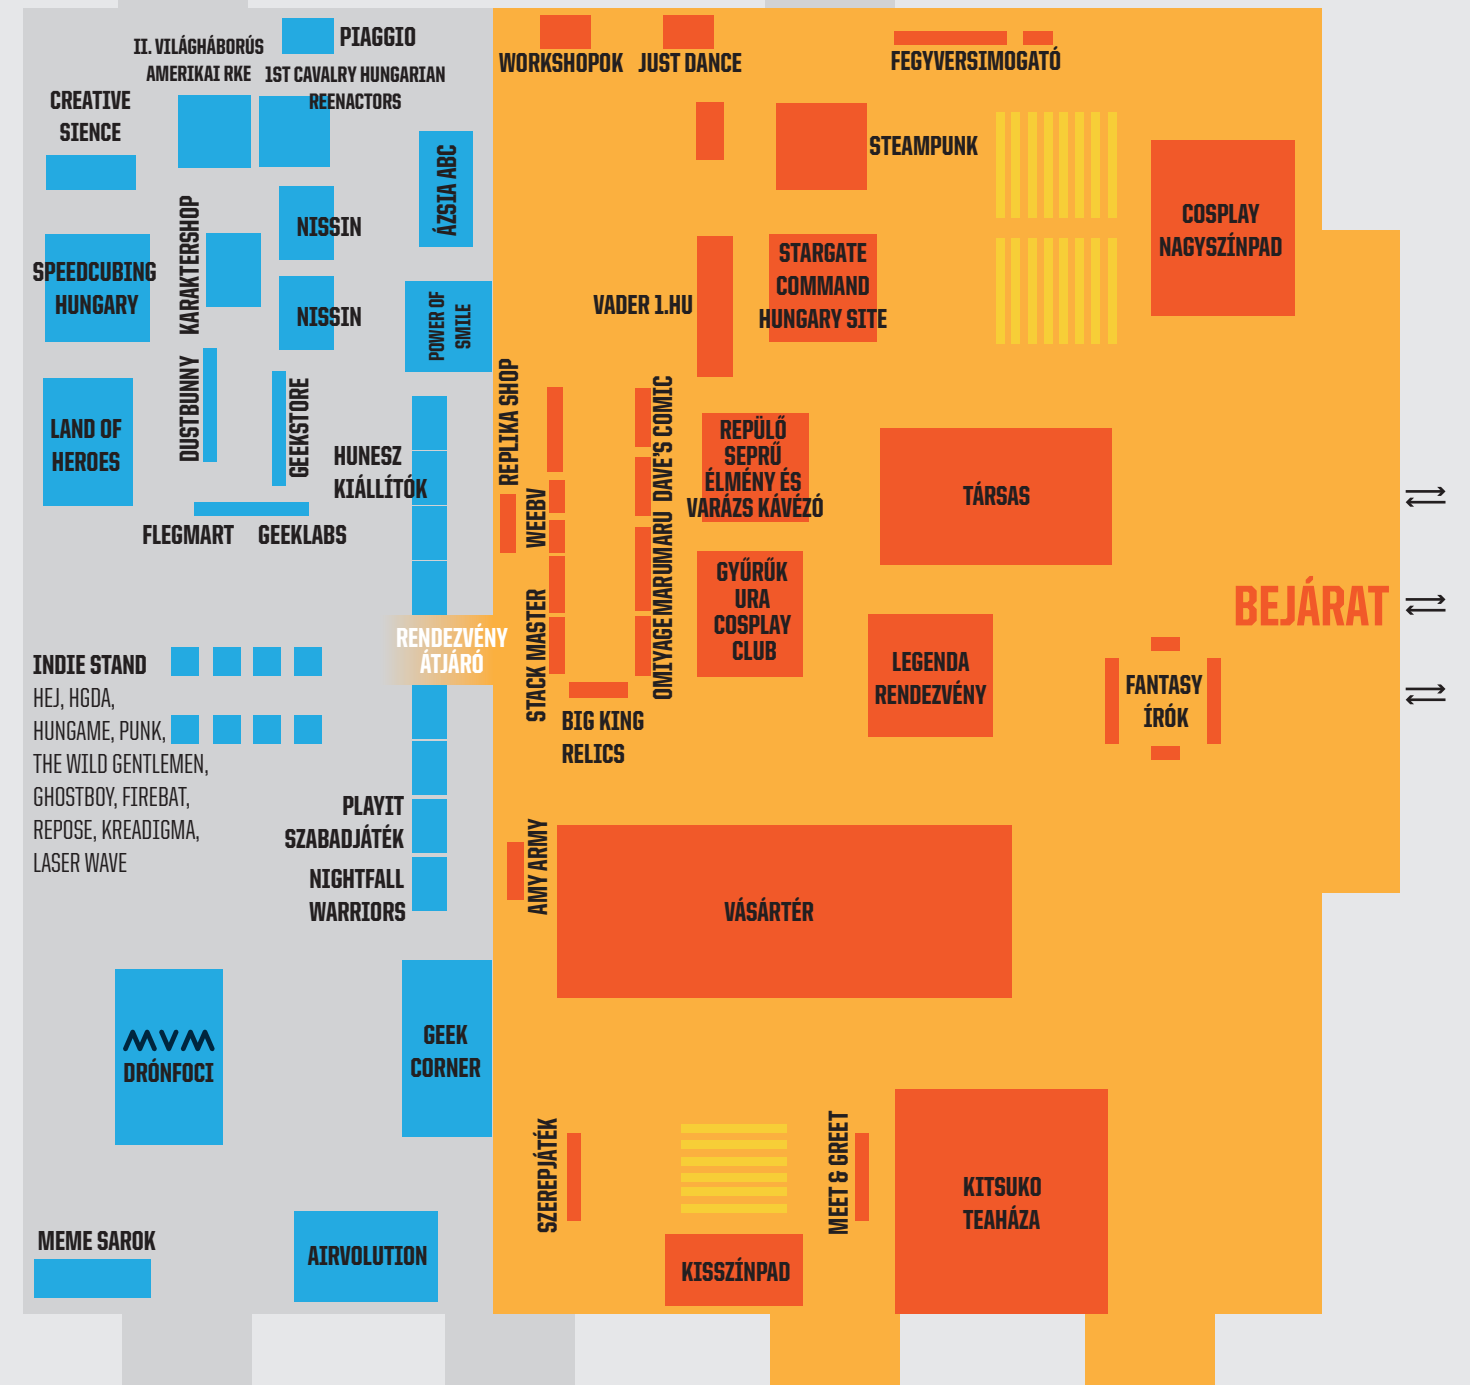 II. VILÁGHÁBORÚS
AMERIKAI RKE
PIAGGIO
1ST CAVALRY HUNGARIAN
REENACTORS
CREATIVE
SIENCE
ÁZSIA ABC
KARAKTERSHOP
NISSIN
NISSIN
SPEEDCUBING
HUNGARY
POWER OF
SMILE
DUSTBUNNY
GEEKSTORE
LAND OF
HEROES
HUNESZ
KIÁLLÍTÓK
FLEGMART
GEEKLABS
RENDEZVÉNY
ÁTJÁRÓ
INDIE STAND
HEJ, HGDA,
HUNGAME, PUNK,
THE WILD GENTLEMEN,
GHOSTBOY, FIREBAT,
REPOSE, KREADIGMA,
LASER WAVE
PLAYIT
SZABADJÁTÉK
NIGHTFALL
WARRIORS
MVM
DRÓNFOCI
GEEK
CORNER
MEME SAROK
AIRVOLUTION
WORKSHOPOK
JUST DANCE
FEGYVERSIMOGATÓ
STEAMPUNK
COSPLAY
NAGYSZÍNPAD
VADER 1.HU
STARGATE
COMMAND
HUNGARY SITE
REPLIKA SHOP
WEEBV
STACK MASTER
DAVE'S COMIC
MARUMARU
OMIYAGE
BIG KING
RELICS
REPÜLŐ
SEPRŰ
ÉLMÉNY ÉS
VARÁZS KÁVÉZÓ
GYŰRŰK
URA
COSPLAY
CLUB
TÁRSAS
LEGENDA
RENDEZVÉNY
BEJÁRAT
FANTASY
ÍRÓK
AMY ARMY
VÁSÁRTÉR
SZEREPJÁTÉK
MEET & GREET
KISSZÍNPAD
KITSUKO
TEAHÁZA